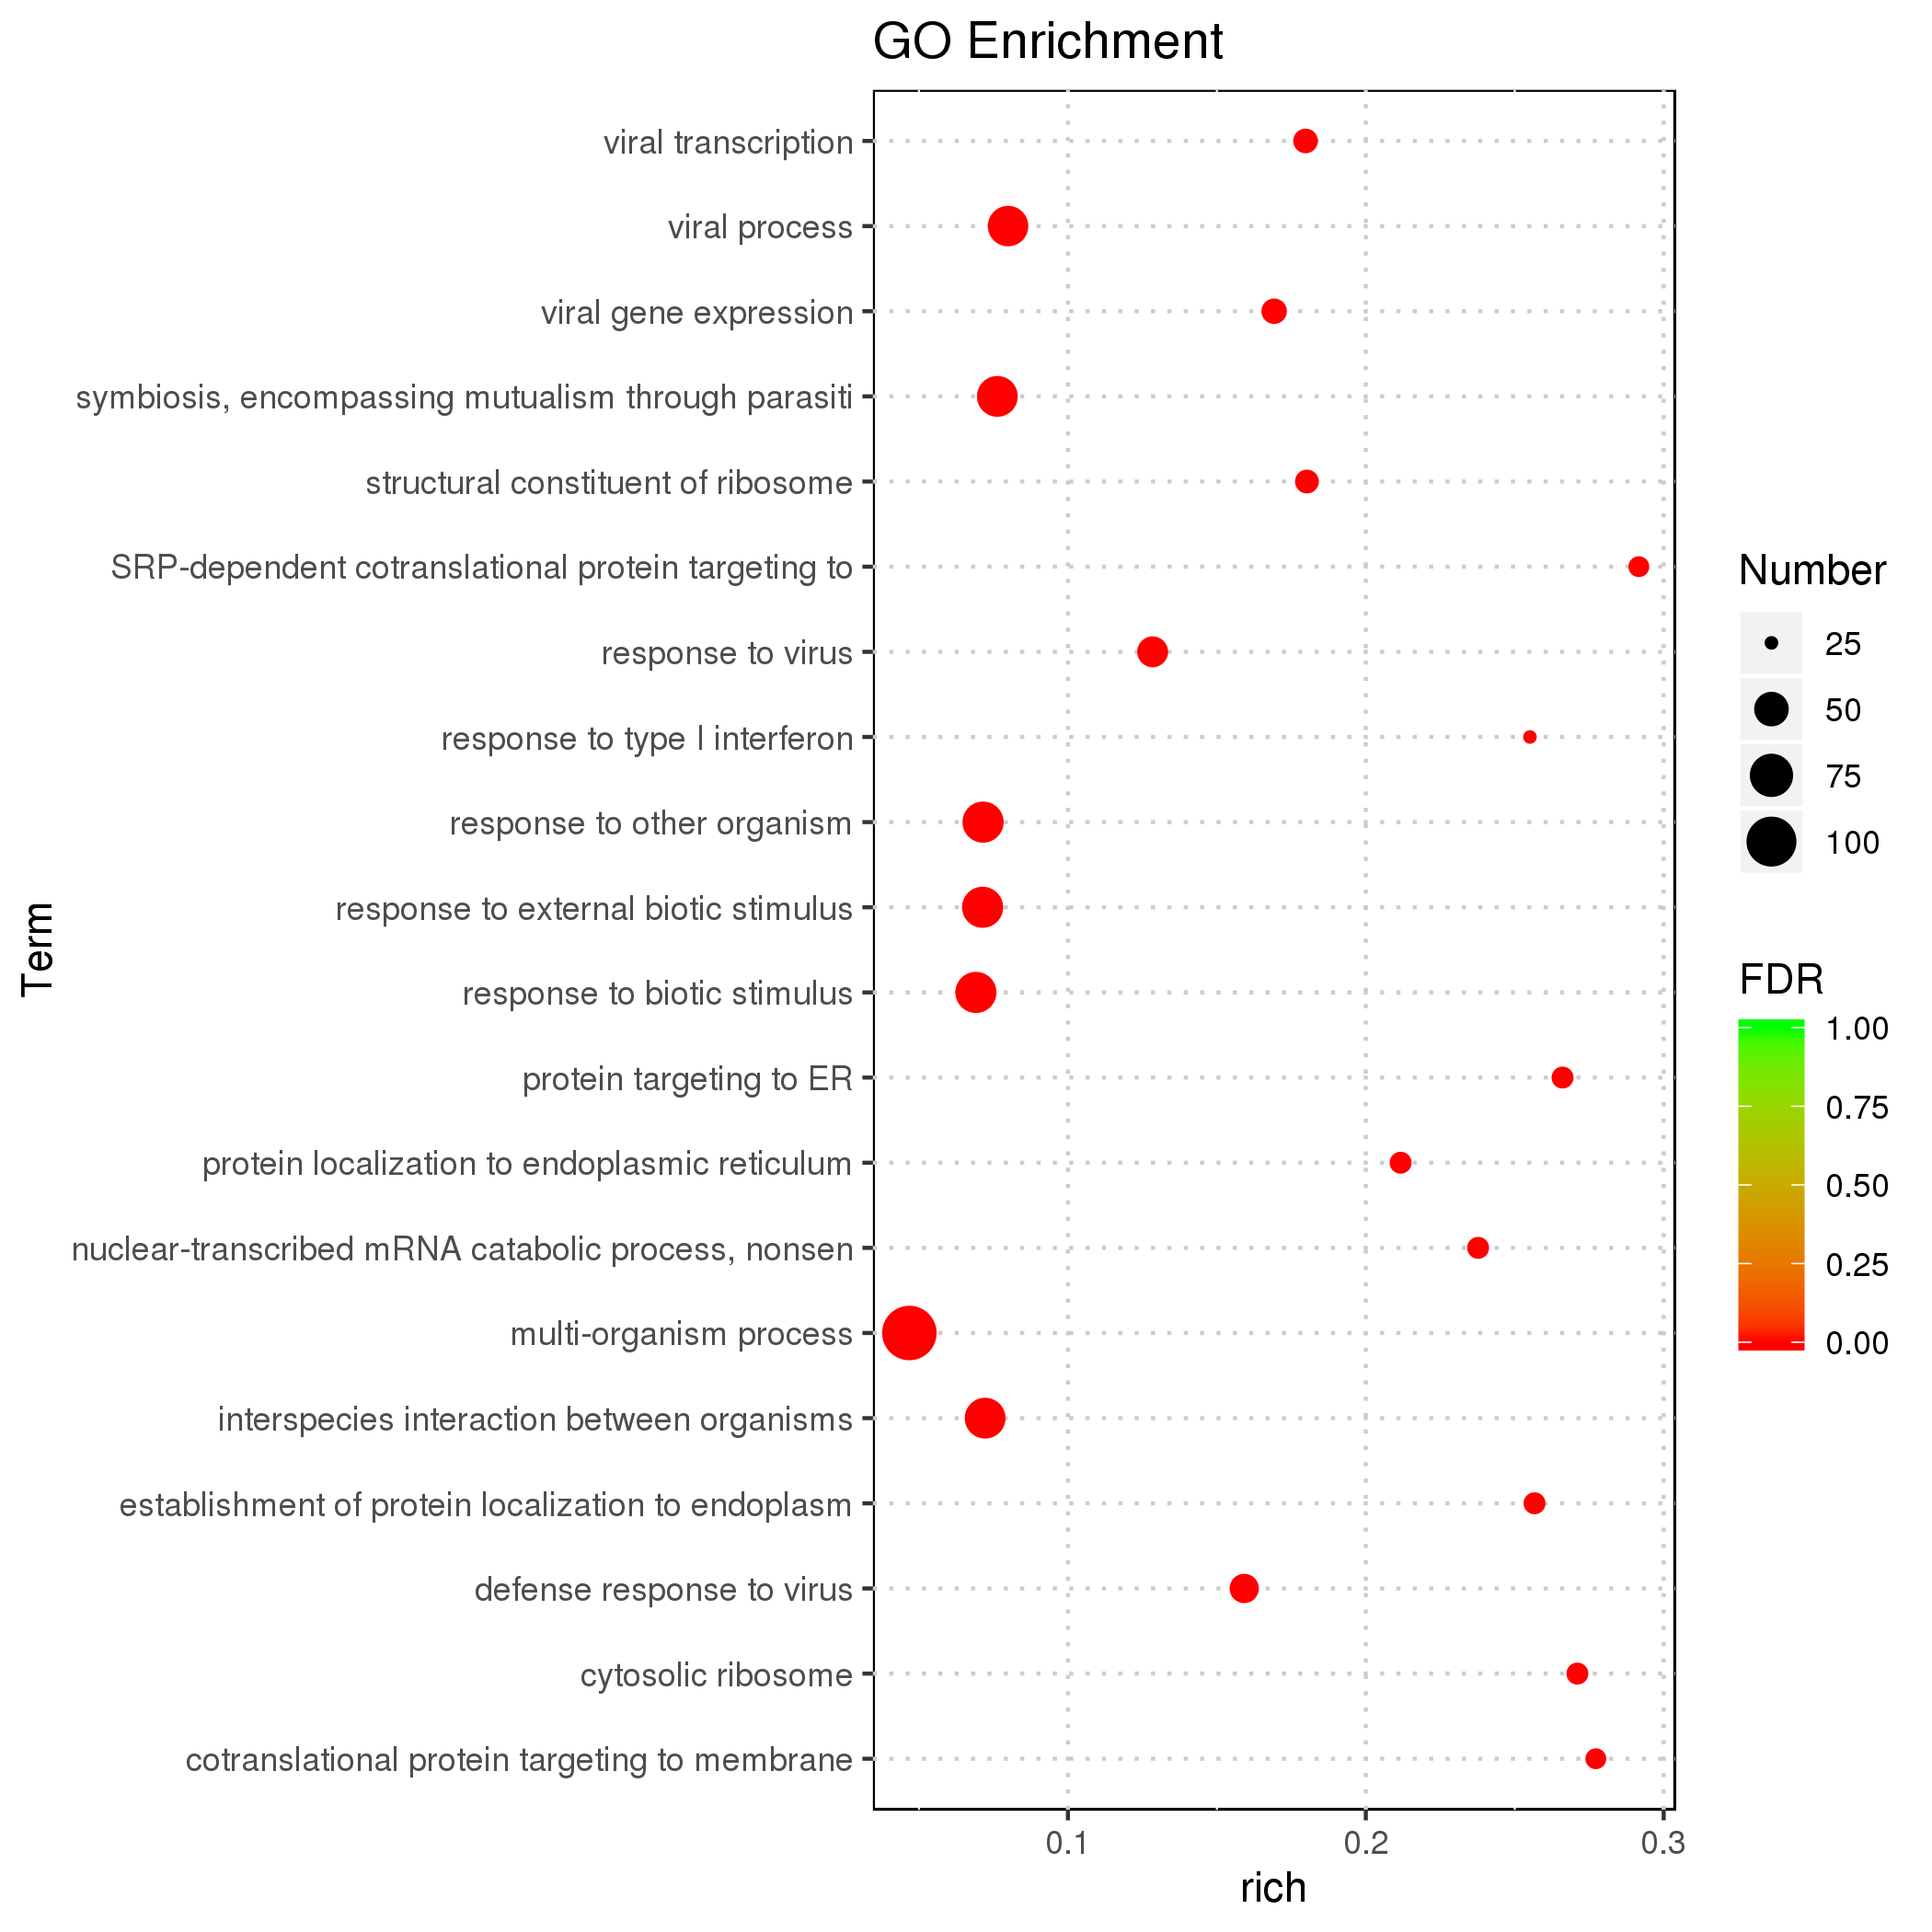 GO Enrichment
viral transcription
viral process
viral gene expression
symbiosis, encompassing mutualism through parasiti
structural constituent of ribosome
SRP-dependent cotranslational protein targeting to
response to virus
response to type I interferon
response to other organism
response to external biotic stimulus
response to biotic stimulus
protein targeting to ER
protein localization to endoplasmic reticulum
nuclear-transcribed mRNA catabolic process, nonsen
multi-organism process
interspecies interaction between organisms
establishment of protein localization to endoplasm
defense response to virus
cytosolic ribosome
cotranslational protein targeting to membrane
Term
0.1
0.2
0.3
rich
Number
25
50
75
100
FDR
1.00
0.75
0.50
0.25
0.00